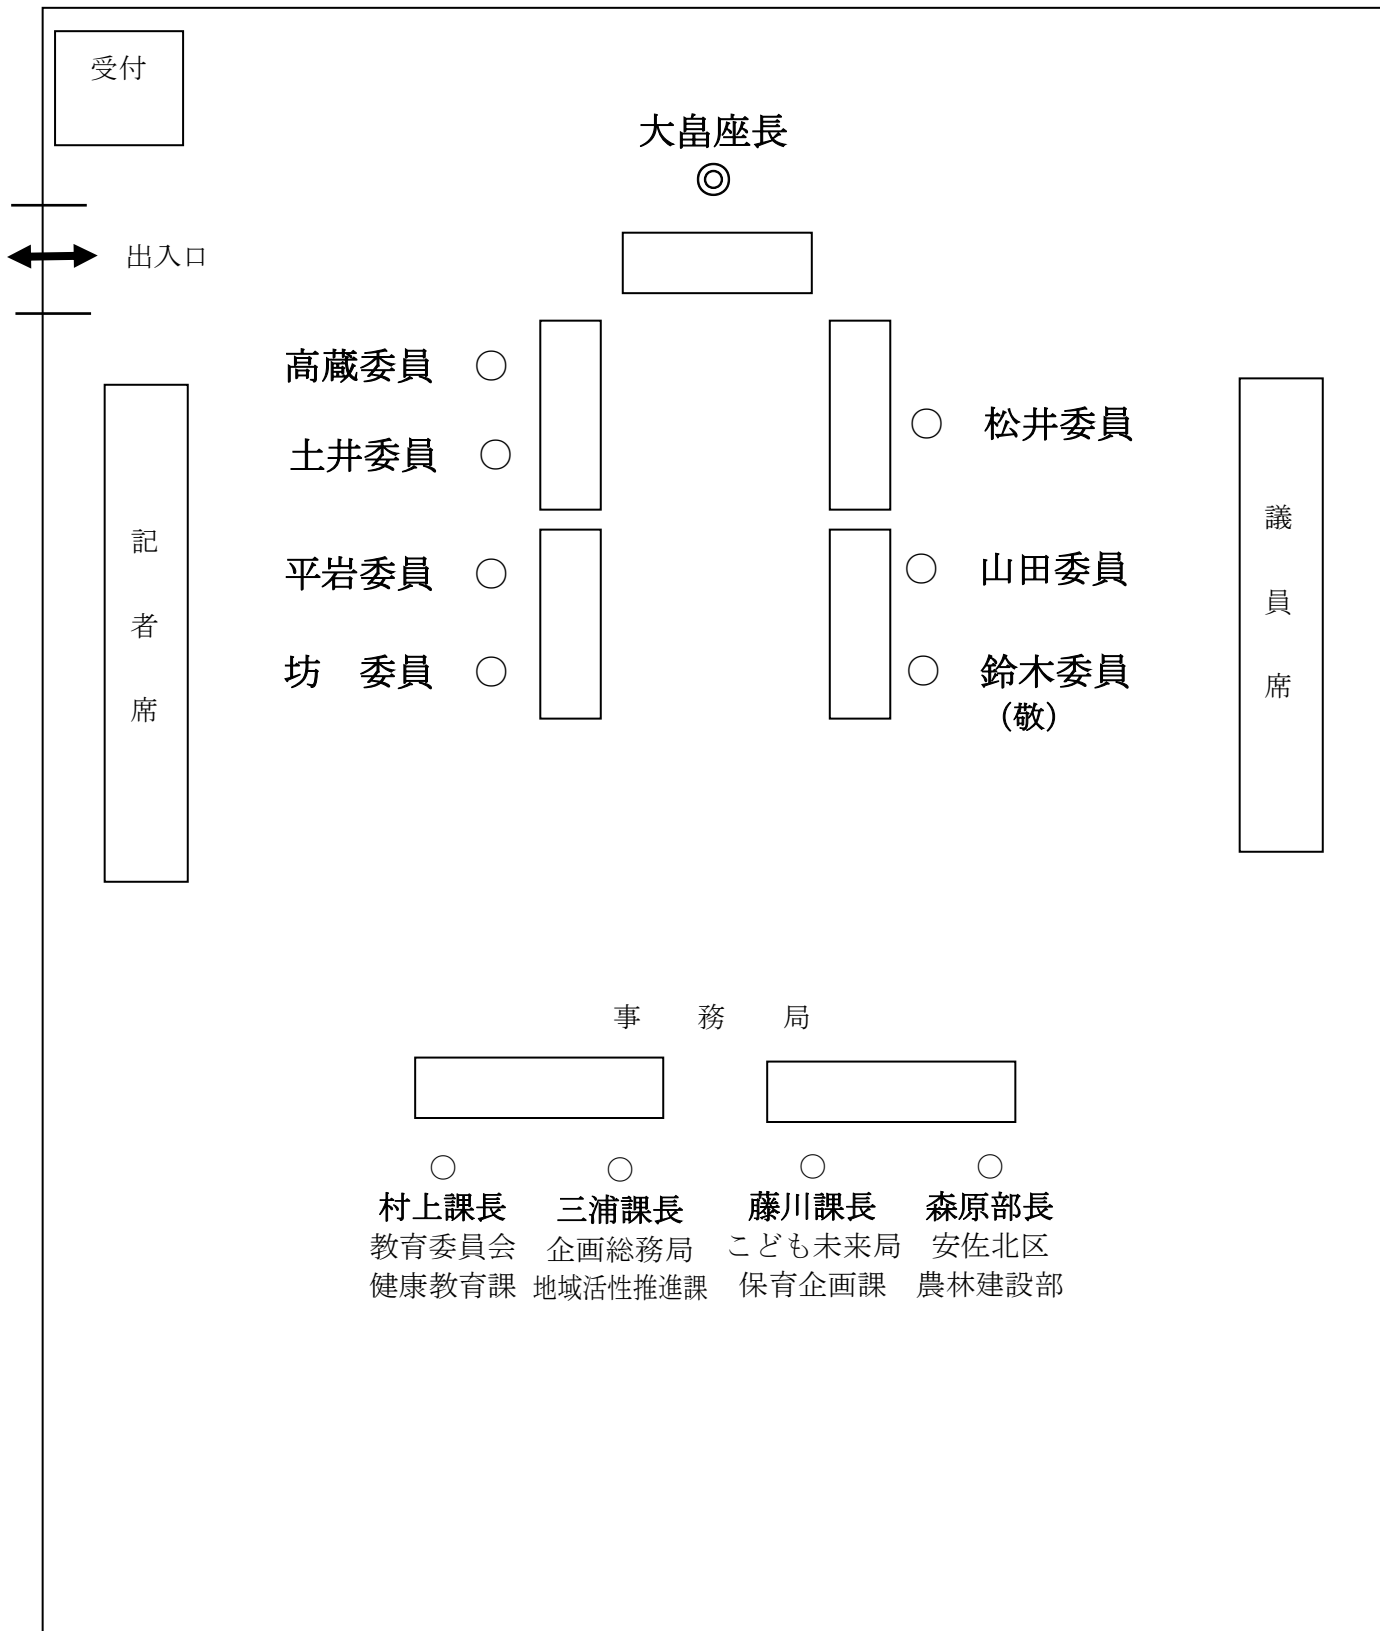 受付
大畠座長
出入口
高蔵委員
松井委員
土井委員
平岩委員
山田委員
坊　委員
鈴木委員
（敬）
記者席
議員席
事　務　局
村上課長
教育委員会
健康教育課
三浦課長
企画総務局
地域活性推進課
藤川課長
こども未来局
保育企画課
森原部長
安佐北区
農林建設部